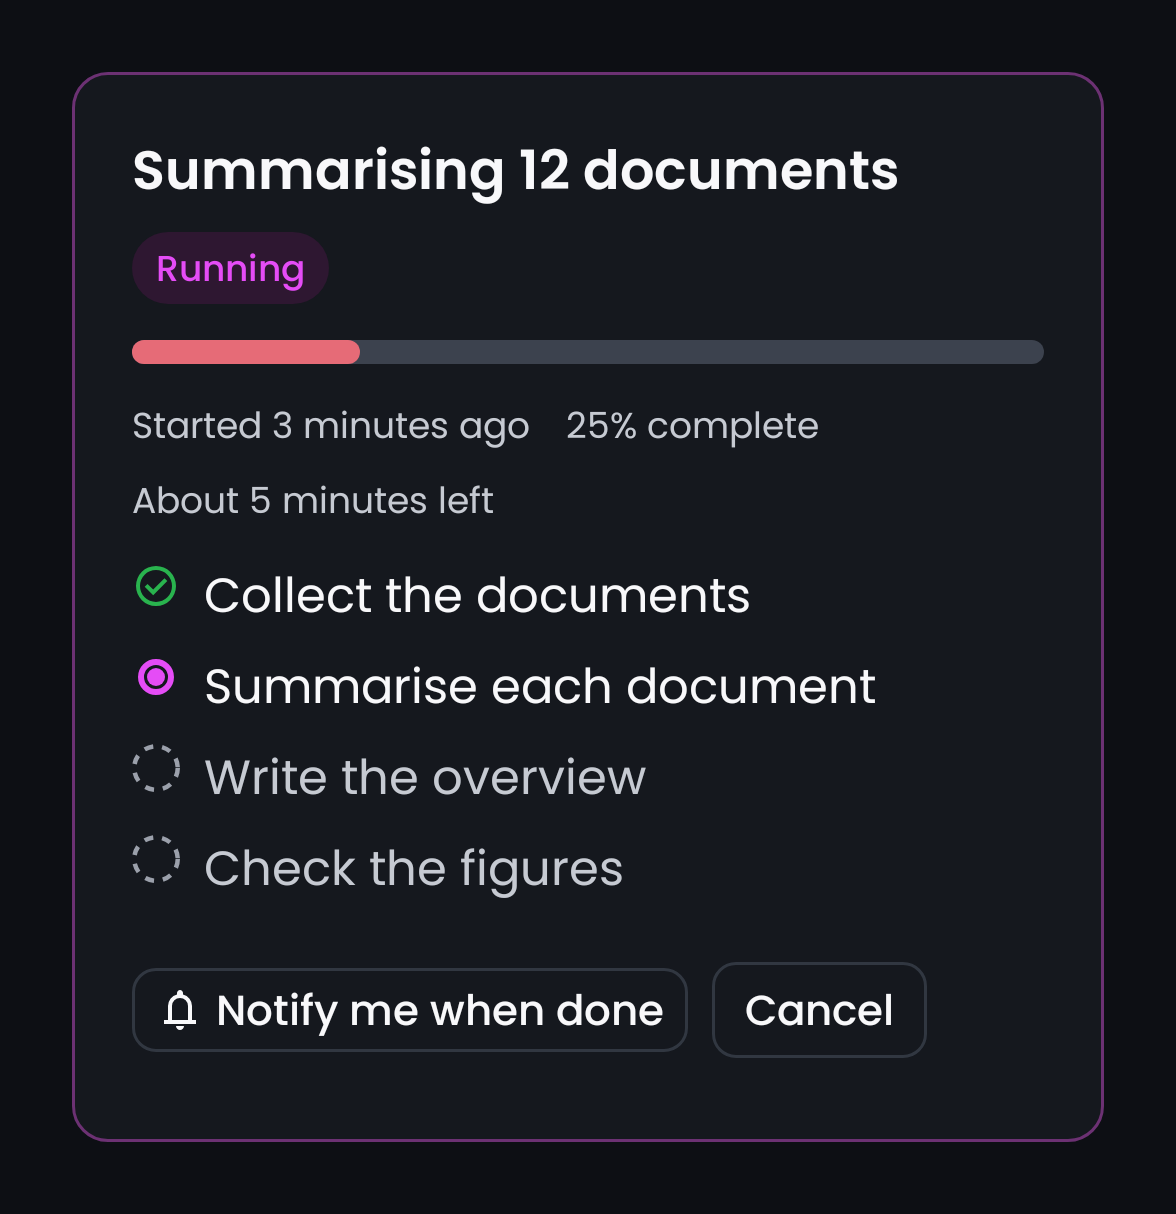 Summarising 12 documents
Running
Started 3 minutes ago 25% complete
About 5 minutes left
Collect the documents
Summarise each document
Write the overview
Check the figures
Notify me when done
Cancel